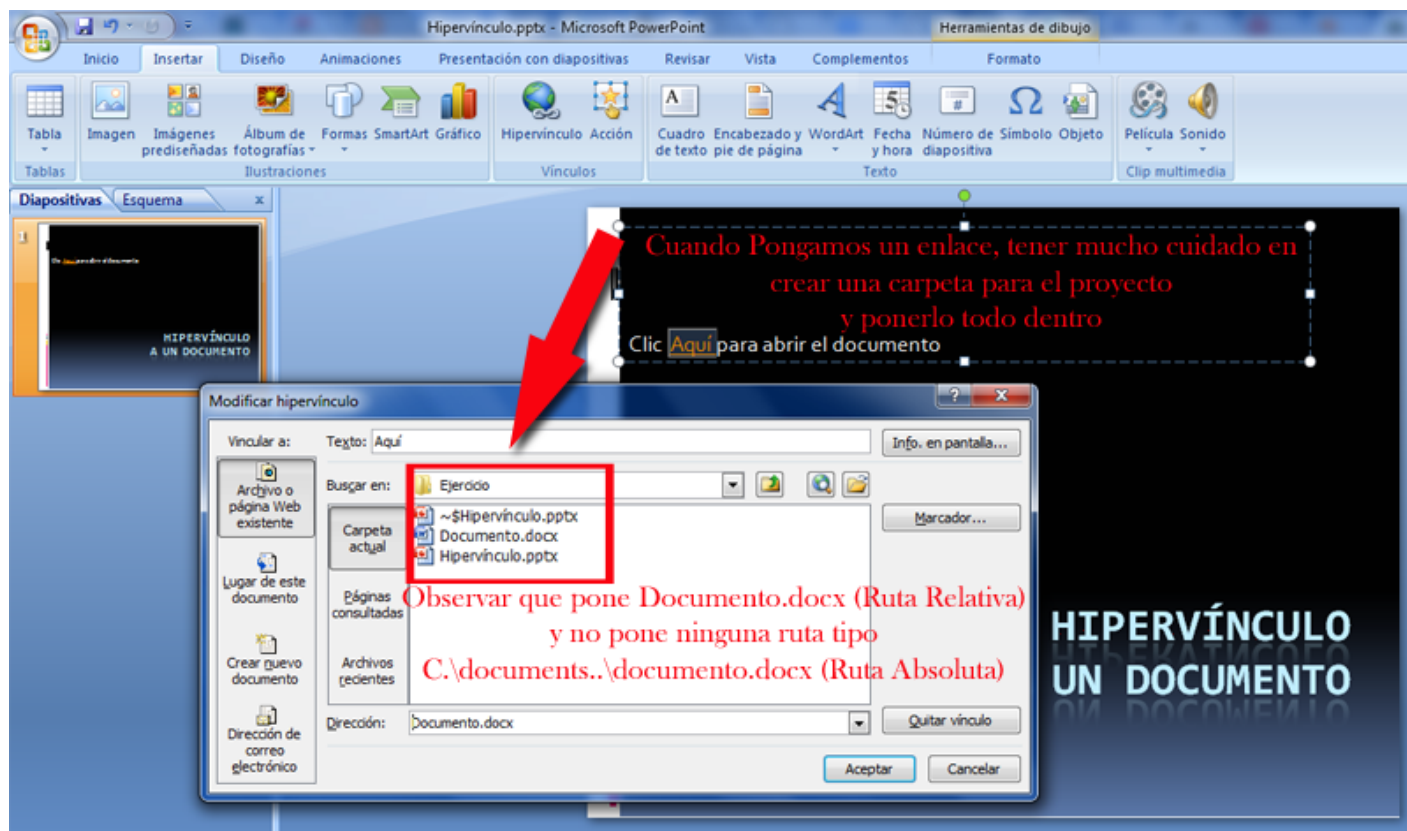 Hipervínculo.pptx - Microsoft PowerPoint
Herramientas de dibujo
Inicio Insertar Diseño Animaciones Presentación con diapositivas Revisar Vista Complementos Formato
Tabla Imagen Imágenes prediseñadas Álbum de fotografías Formas SmartArt Gráfico Hipervínculo Acción Cuadro de texto Encabezado y pie de página WordArt Fecha y hora Número de diapositiva Símbolo Objeto Película Sonido
Tablas Ilustraciones Vínculos Texto Clip multimedia
Diapositivas Esquema x
1
Clic Aquí para abrir el documento
HIPERVÍNCULO
A UN DOCUMENTO
Cuando Pongamos un enlace, tener mucho cuidado en
crear una carpeta para el proyecto
y ponerlo todo dentro
Clic Aquí para abrir el documento
Modificar hipervínculo
Vincular a:
Texto: Aquí
Info. en pantalla...
Archivo o
página Web
existente
Lugar de este
documento
Crear nuevo
documento
Dirección de
correo
electrónico
Buscar en: Ejercicio
Carpeta
actual
Páginas
consultadas
Archivos
recientes
~$Hipervínculo.pptx
Documento.docx
Hipervínculo.pptx
Marcador...
Observar que pone Documento.docx (Ruta Relativa)
y no pone ninguna ruta tipo
C.\documents..\documento.docx (Ruta Absoluta)
Dirección: Documento.docx
Quitar vínculo
Aceptar Cancelar
HIPERVÍNCULO
UN DOCUMENTO